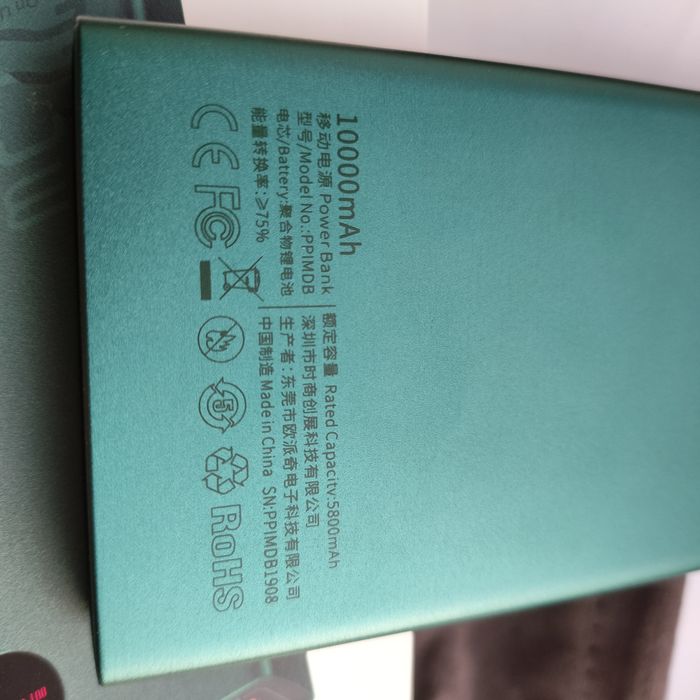 10000mAh
移动电源 Power Bank
型号/Model No.:PPIMDB
电芯/Battery:聚合物锂电池
能量转换率:≥75%
额定容量 Rated Capacity:5800mAh
深圳市时商创展科技有限公司
生产者:东莞市欧派奇电子科技有限公司
中国制造 Made in China SN:PPIMDB1908
CE FC 5 RoHS